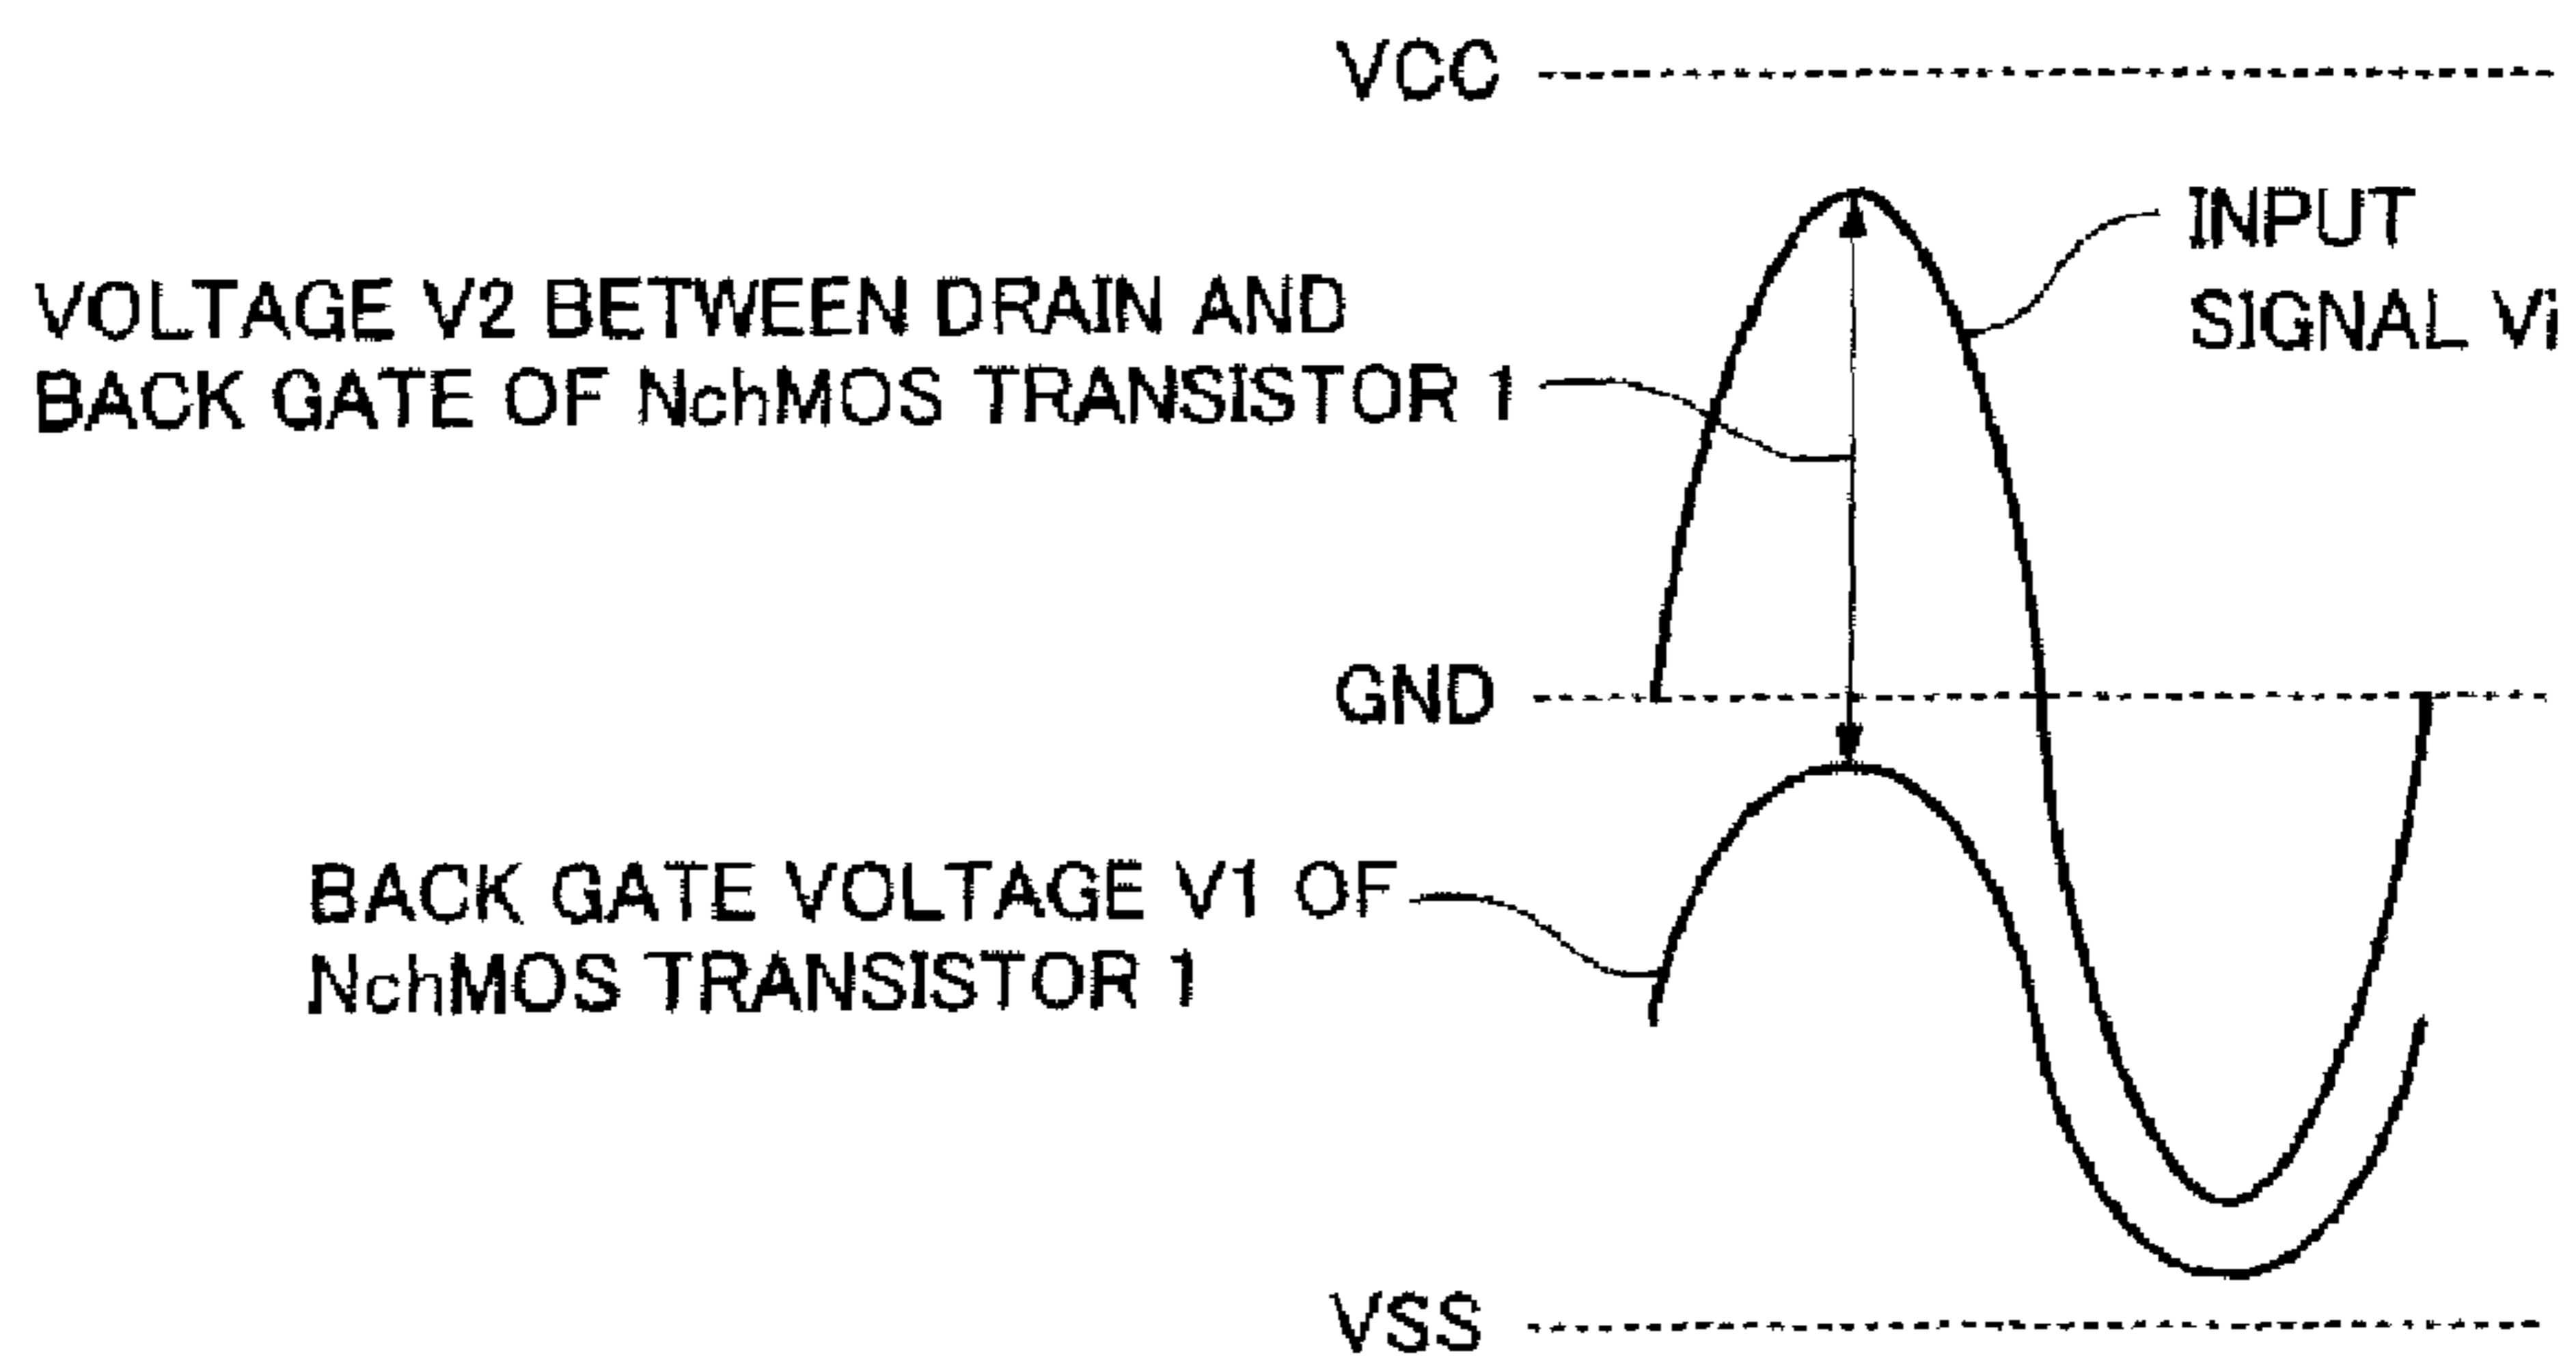 VCC
INPUT
SIGNAL Vi
VOLTAGE V2 BETWEEN DRAIN AND
BACK GATE OF NchMOS TRANSISTOR 1
GND
BACK GATE VOLTAGE V1 OF
NchMOS TRANSISTOR 1
VSS